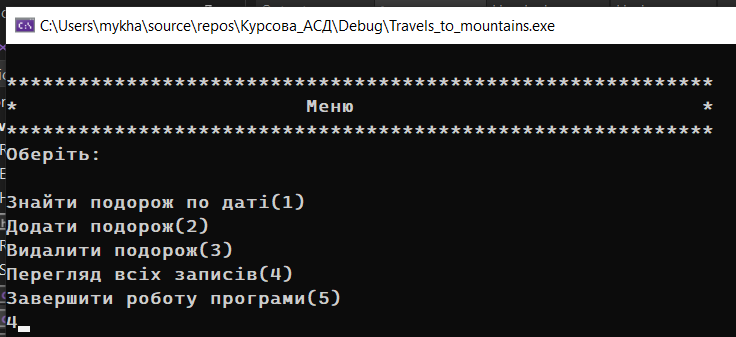 C:\Users\mykha\source\repos\Курсова_АСД\Debug\Travels_to_mountains.exe
***********************************************************
* Меню *
***********************************************************
Оберіть:
Знайти подорож по даті(1)
Додати подорож(2)
Видалити подорож(3)
Перегляд всіх записів(4)
Завершити роботу програми(5)
4